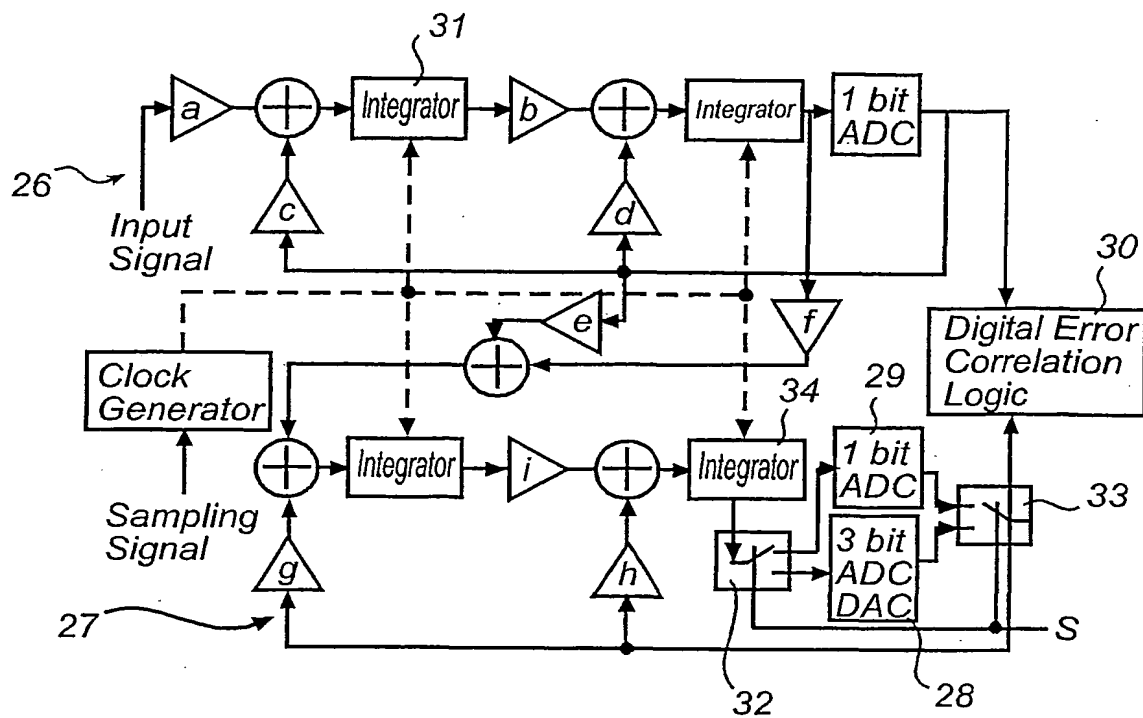 31
a
Integrator
b
Integrator
1 bit
ADC
26
c
d
Input
Signal
30
e
f
Digital Error
Correlation
Logic
Clock
Generator
29
34
Integrator
i
Integrator
1 bit
ADC
33
Sampling
Signal
g
h
3 bit
ADC
DAC
27
S
32
28